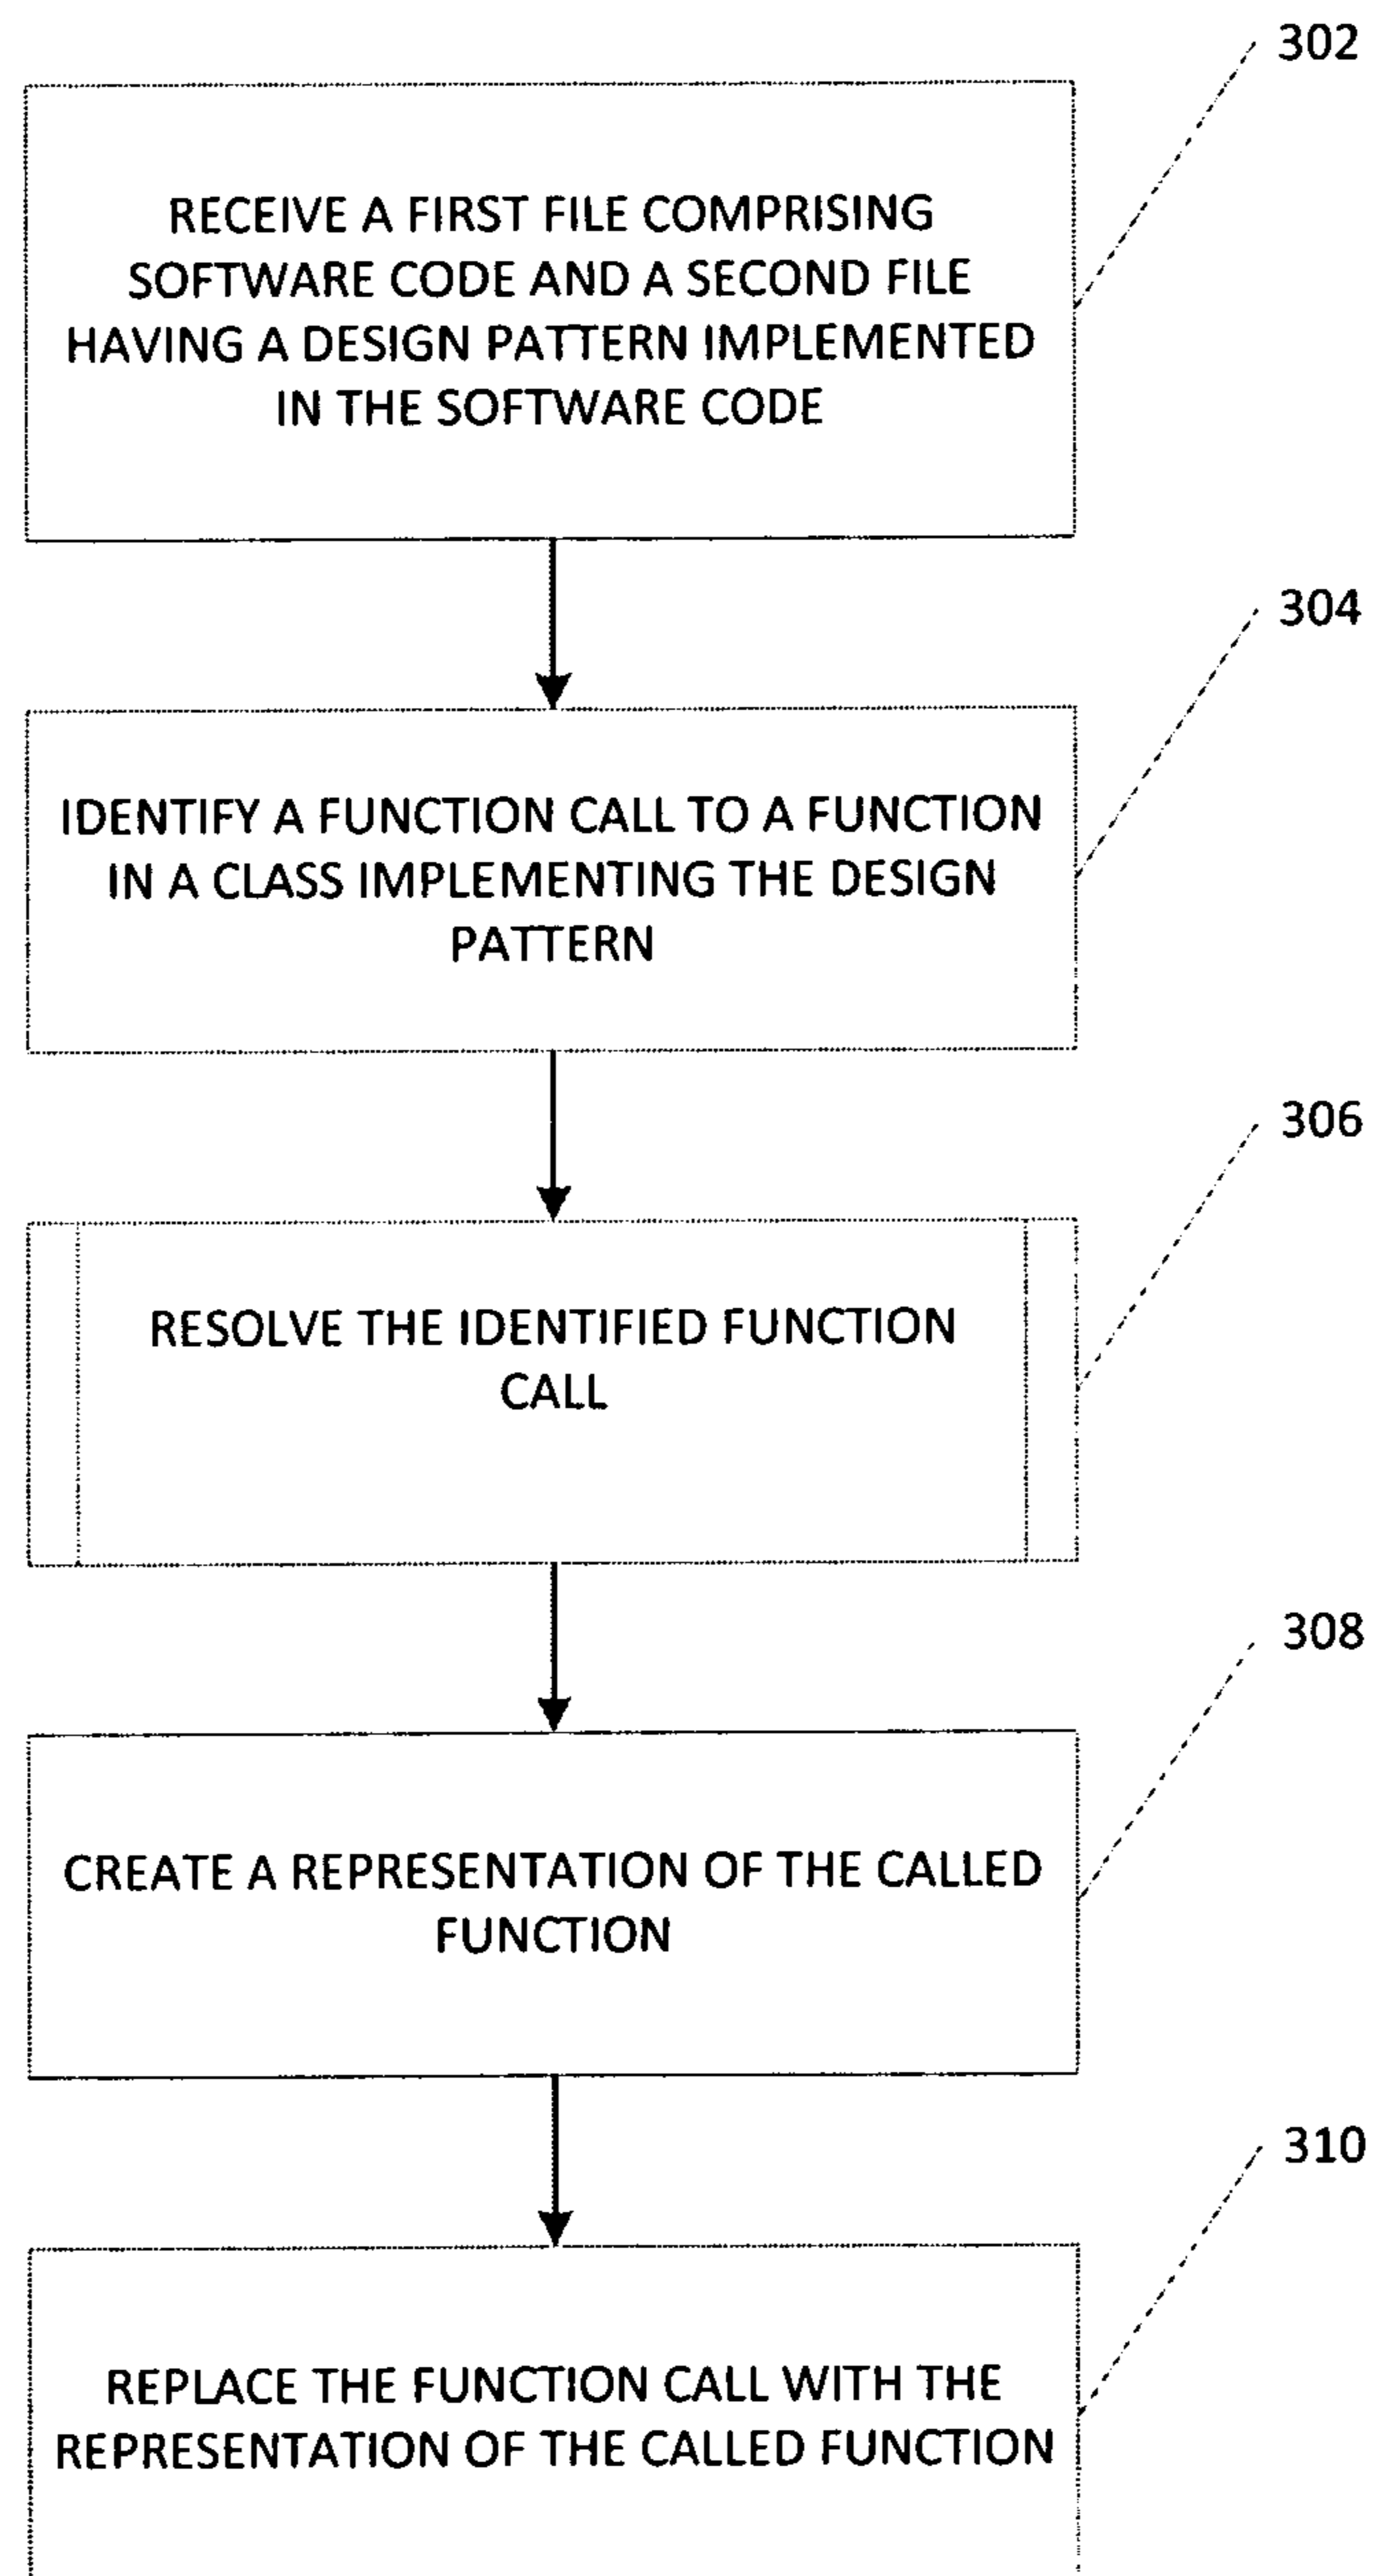 302
RECEIVE A FIRST FILE COMPRISING
SOFTWARE CODE AND A SECOND FILE
HAVING A DESIGN PATTERN IMPLEMENTED
IN THE SOFTWARE CODE
304
IDENTIFY A FUNCTION CALL TO A FUNCTION
IN A CLASS IMPLEMENTING THE DESIGN
PATTERN
306
RESOLVE THE IDENTIFIED FUNCTION
CALL
308
CREATE A REPRESENTATION OF THE CALLED
FUNCTION
310
REPLACE THE FUNCTION CALL WITH THE
REPRESENTATION OF THE CALLED FUNCTION